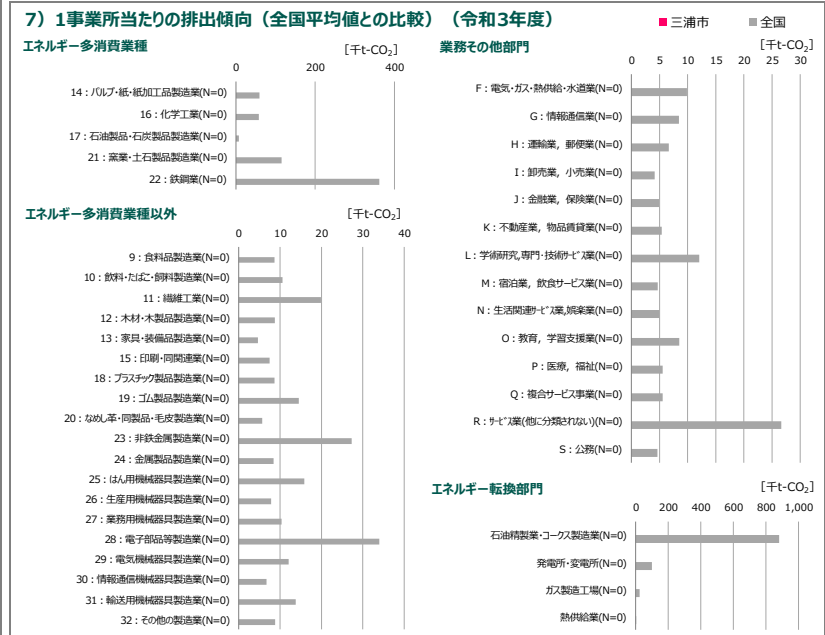 7）1事業所当たりの排出傾向（全国平均値との比較）（令和3年度）
■三浦市 ■全国
エネルギー多消費業種
［千t-CO₂］
0 200 400
14：パルプ・紙・紙加工品製造業(N=0)
16：化学工業(N=0)
17：石油製品・石炭製品製造業(N=0)
21：窯業・土石製品製造業(N=0)
22：鉄鋼業(N=0)
エネルギー多消費業種以外
［千t-CO₂］
0 10 20 30 40
9：食料品製造業(N=0)
10：飲料・たばこ・飼料製造業(N=0)
11：繊維工業(N=0)
12：木材・木製品製造業(N=0)
13：家具・装備品製造業(N=0)
15：印刷・同関連業(N=0)
18：プラスチック製品製造業(N=0)
19：ゴム製品製造業(N=0)
20：なめし革・同製品・毛皮製造業(N=0)
23：非鉄金属製造業(N=0)
24：金属製品製造業(N=0)
25：はん用機械器具製造業(N=0)
26：生産用機械器具製造業(N=0)
27：業務用機械器具製造業(N=0)
28：電子部品等製造業(N=0)
29：電気機械器具製造業(N=0)
30：情報通信機械器具製造業(N=0)
31：輸送用機械器具製造業(N=0)
32：その他の製造業(N=0)
業務その他部門
［千t-CO₂］
0 5 10 15 20 25 30
F：電気・ガス・熱供給・水道業(N=0)
G：情報通信業(N=0)
H：運輸業，郵便業(N=0)
I：卸売業，小売業(N=0)
J：金融業，保険業(N=0)
K：不動産業，物品賃貸業(N=0)
L：学術研究,専門・技術ｻｰﾋﾞｽ業(N=0)
M：宿泊業，飲食サービス業(N=0)
N：生活関連ｻｰﾋﾞｽ業,娯楽業(N=0)
O：教育，学習支援業(N=0)
P：医療，福祉(N=0)
Q：複合サービス事業(N=0)
R：ｻｰﾋﾞｽ業(他に分類されない)(N=0)
S：公務(N=0)
エネルギー転換部門
［千t-CO₂］
0 200 400 600 800 1,000
石油精製業・コークス製造業(N=0)
発電所・変電所(N=0)
ガス製造工場(N=0)
熱供給業(N=0)